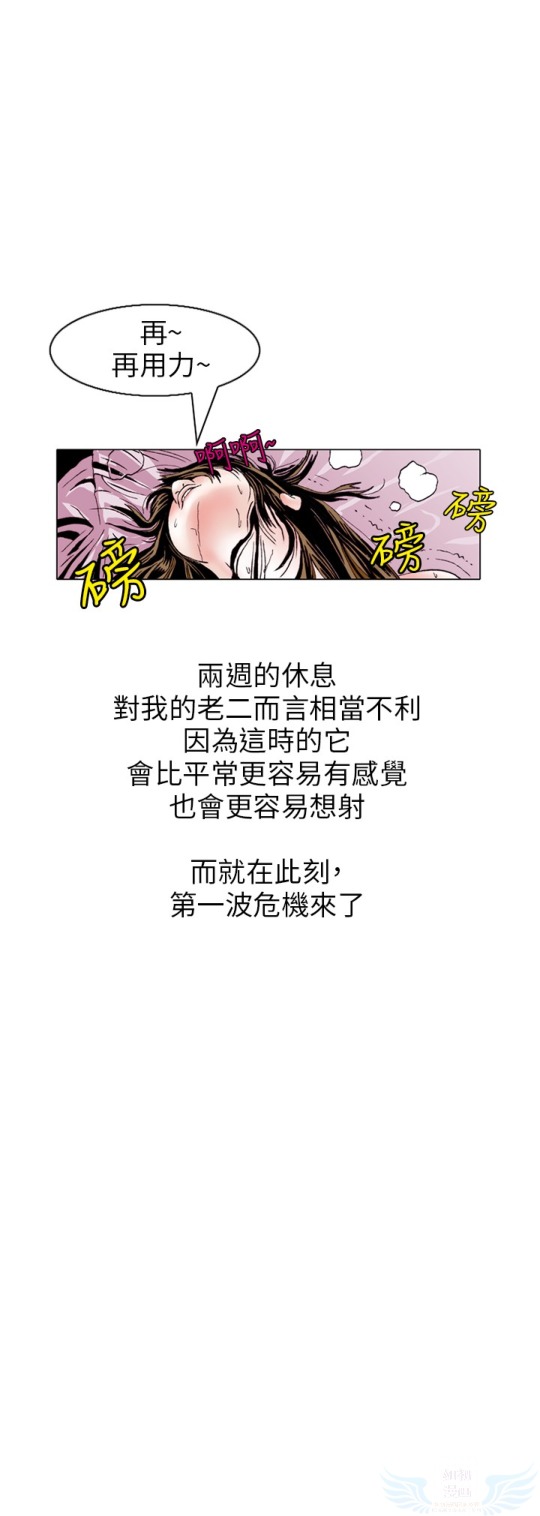 再~
再用力~
啊啊~
磅
磅
磅
兩週的休息
對我的老二而言相當不利
因為這時的它
會比平常更容易有感覺
也會更容易想射
而就在此刻，
第一波危機來了